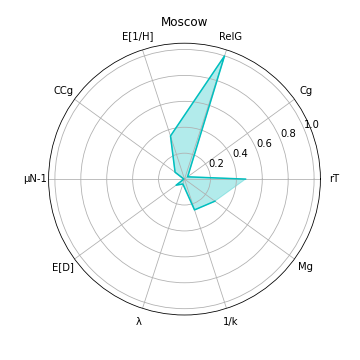 Moscow
E[1/H]
RelG
CCg
Cg
1.0
0.8
0.6
0.4
0.2
μN-1
rT
E[D]
Mg
λ
1/k